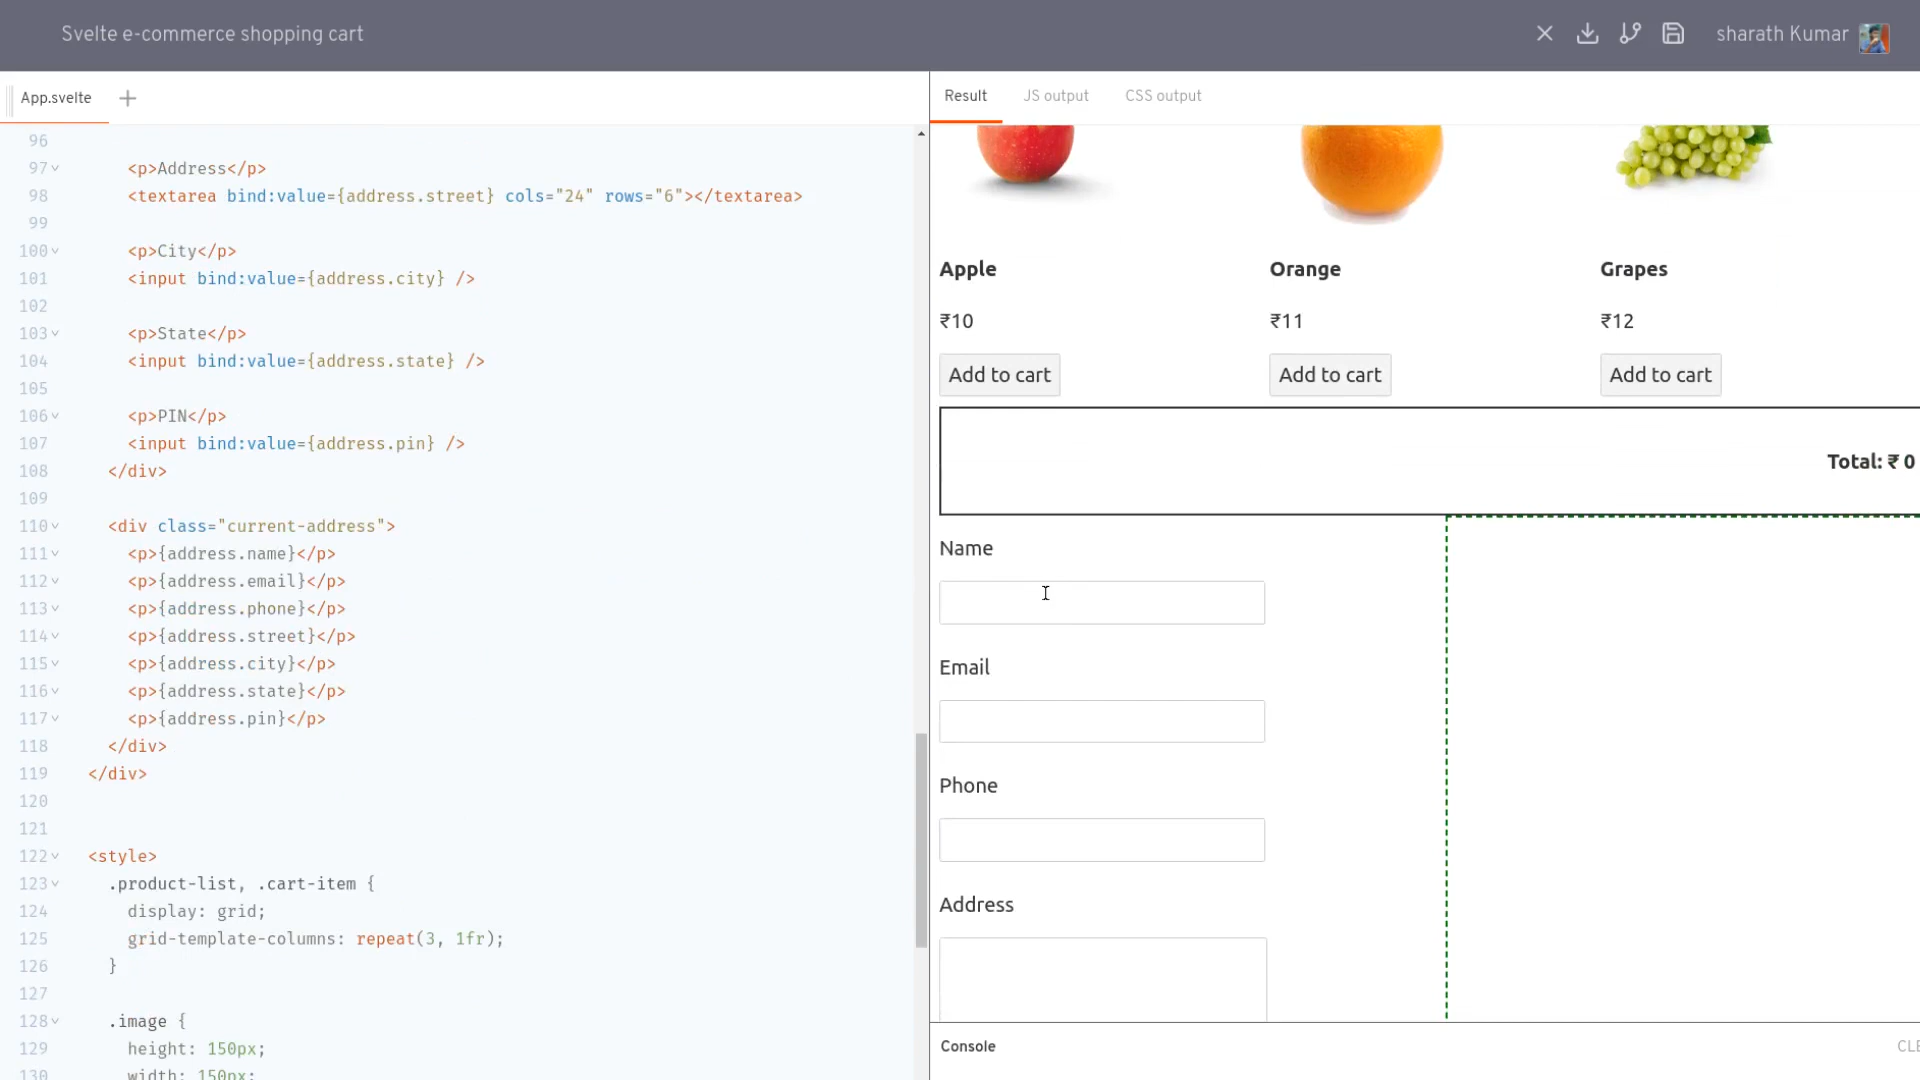 Svelte e-commerce shopping cart
sharath Kumar
App.svelte
96
97 <p>Address</p>
98 <textarea bind:value={address.street} cols="24" rows="6"></textarea>
99
100 <p>City</p>
101 <input bind:value={address.city} />
102
103 <p>State</p>
104 <input bind:value={address.state} />
105
106 <p>PIN</p>
107 <input bind:value={address.pin} />
108 </div>
109
110 <div class="current-address">
111 <p>{address.name}</p>
112 <p>{address.email}</p>
113 <p>{address.phone}</p>
114 <p>{address.street}</p>
115 <p>{address.city}</p>
116 <p>{address.state}</p>
117 <p>{address.pin}</p>
118 </div>
119 </div>
120
121
122 <style>
123 .product-list, .cart-item {
124 display: grid;
125 grid-template-columns: repeat(3, 1fr);
126 }
127
128 .image {
129 height: 150px;
130 width: 150px;
Result JS output CSS output
Apple Orange Grapes
₹10 ₹11 ₹12
Add to cart Add to cart Add to cart
Total: ₹ 0
Name
Email
Phone
Address
Console
CLE